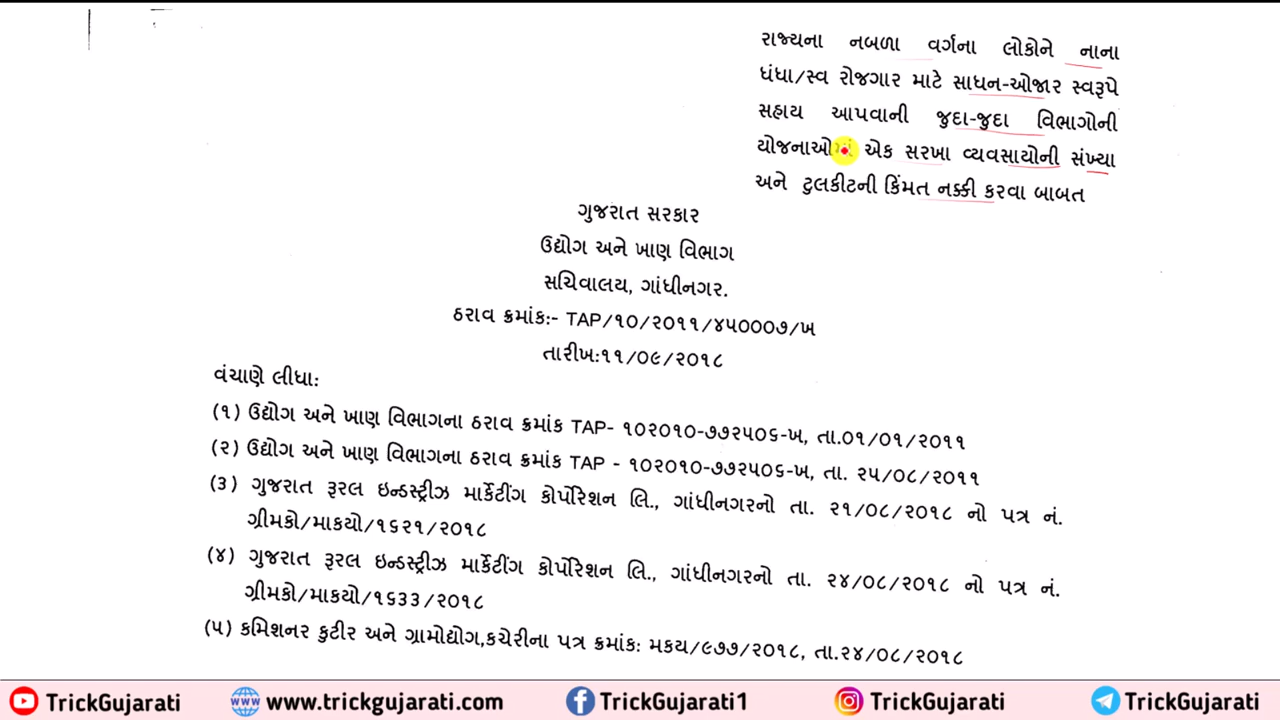 રાજ્યના નબળા વર્ગના લોકોને નાના
ધંધા/સ્વ રોજગાર માટે સાધન-ઓજાર સ્વરૂપે
સહાય આપવાની જુદા-જુદા વિભાગોની
યોજનાઓમાં એક સરખા વ્યવસાયોની સંખ્યા
અને ટુલકીટની કિંમત નક્કી કરવા બાબત
ગુજરાત સરકાર
ઉદ્યોગ અને ખાણ વિભાગ
સચિવાલય, ગાંધીનગર.
ઠરાવ ક્રમાંક:- TAP/૧૦/૨૦૧૧/૪૫૦૦૦૭/ખ
તારીખ:૧૧/૦૯/૨૦૧૮
વંચાણે લીધા:
(૧) ઉદ્યોગ અને ખાણ વિભાગના ઠરાવ ક્રમાંક TAP- ૧૦૨૦૧૦-૭૭૨૫૦૬-ખ, તા.૦૧/૦૧/૨૦૧૧
(૨) ઉદ્યોગ અને ખાણ વિભાગના ઠરાવ ક્રમાંક TAP - ૧૦૨૦૧૦-૭૭૨૫૦૬-ખ, તા. ૨૫/૦૮/૨૦૧૧
(૩) ગુજરાત રૂરલ ઇન્ડસ્ટ્રીઝ માર્કેટીંગ કોર્પોરેશન લિ., ગાંધીનગરનો તા. ૨૧/૦૮/૨૦૧૮ નો પત્ર નં.
ગ્રીમકો/માકયો/૧૬૨૧/૨૦૧૮
(૪) ગુજરાત રૂરલ ઇન્ડસ્ટ્રીઝ માર્કેટીંગ કોર્પોરેશન લિ., ગાંધીનગરનો તા. ૨૪/૦૮/૨૦૧૮ નો પત્ર નં.
ગ્રીમકો/માકયો/૧૬૩૩/૨૦૧૮
(૫) કમિશનર કુટીર અને ગ્રામોદ્યોગ,કચેરીના પત્ર ક્રમાંક: મકય/૯૭૭/૨૦૧૮, તા.૨૪/૦૮/૨૦૧૮
TrickGujarati www.trickgujarati.com TrickGujarati1 TrickGujarati TrickGujarati